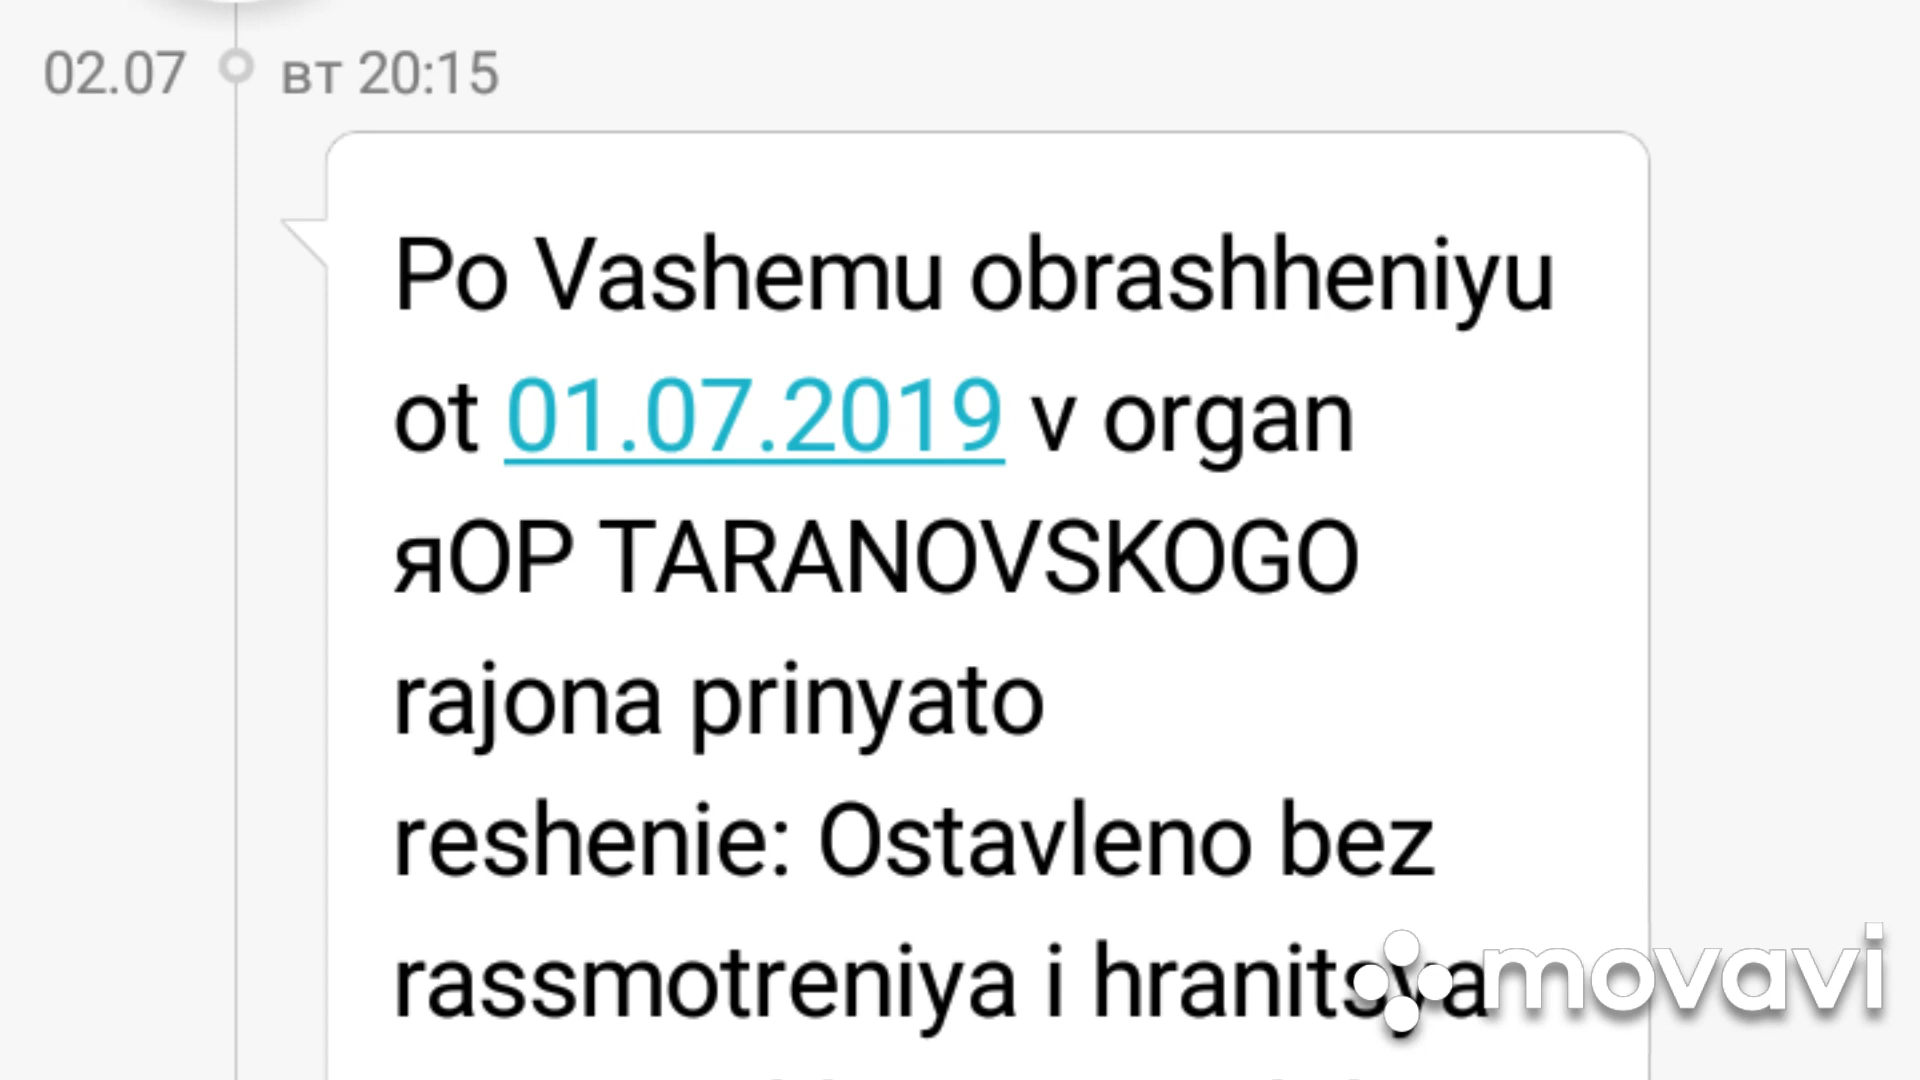 02.07 вт 20:15
Po Vashemu obrashheniyu
ot 01.07.2019 v organ
яOP TARANOVSKOGO
rajona prinyato
reshenie: Ostavleno bez
rassmotreniya i hranitsya
movavi